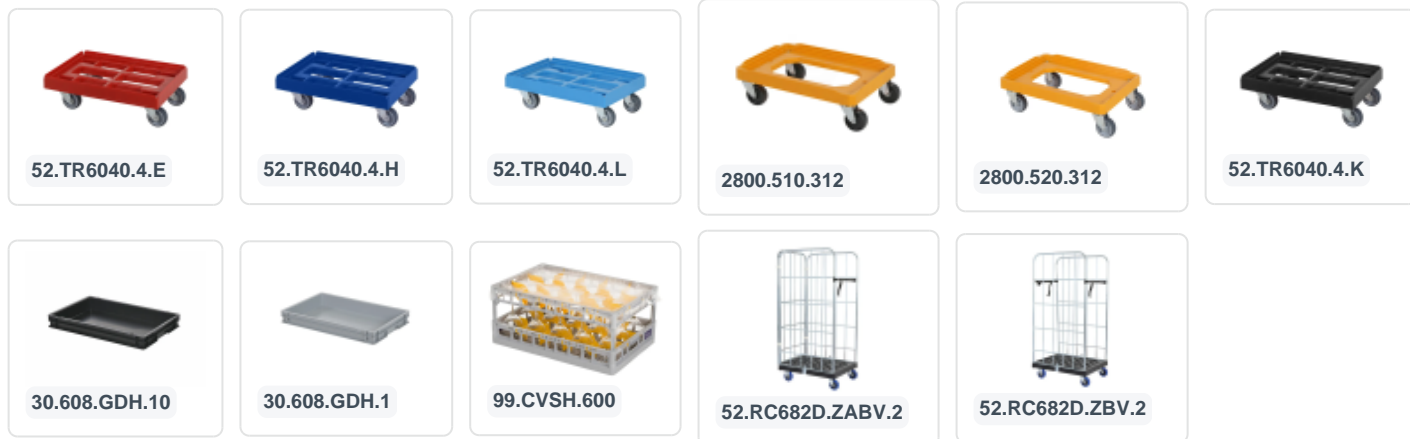 52.TR6040.4.E
52.TR6040.4.H
52.TR6040.4.L
2800.510.312
2800.520.312
52.TR6040.4.K
30.608.GDH.10
30.608.GDH.1
99.CVSH.600
52.RC682D.ZABV.2
52.RC682D.ZBV.2